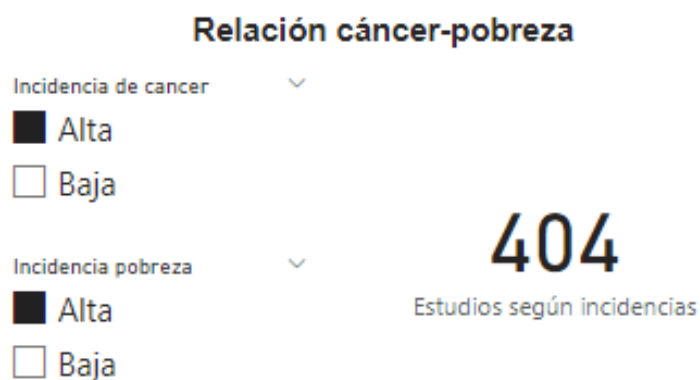 Relación cáncer-pobreza
Incidencia de cancer
Alta
Baja
Incidencia pobreza
Alta
Baja
404
Estudios según incidencias